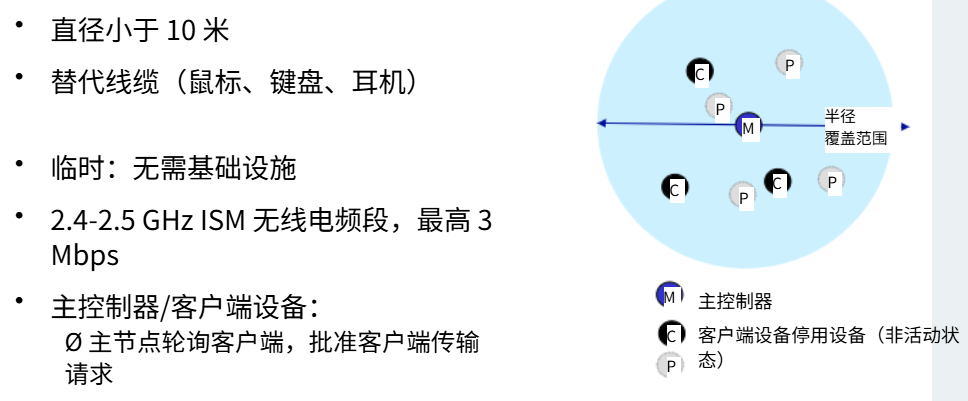 • 直径小于 10 米
• 替代线缆（鼠标、键盘、耳机）
• 临时：无需基础设施
• 2.4-2.5 GHz ISM 无线电频段，最高 3
Mbps
• 主控制器/客户端设备：
Ø 主节点轮询客户端，批准客户端传输
请求
C
P
P
M
半径
覆盖范围
C
P
C
P
M 主控制器
C 客户端设备停用设备（非活动状
P 态）